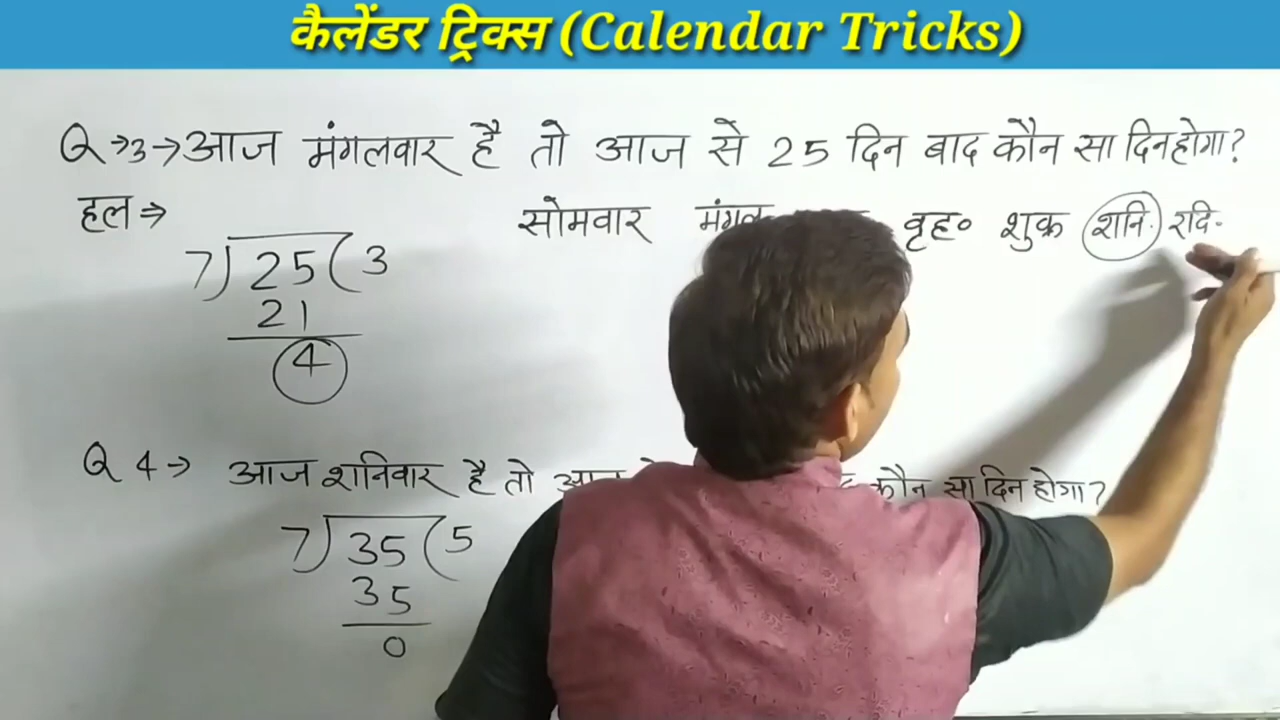 कैलेंडर ट्रिक्स (Calendar Tricks)
Q→3→ आज मंगलवार है तो आज से 25 दिन बाद कौन सा दिन होगा?
हल⇒ सोमवार वृह० शुक्र शनि. रवि.
7) 25 ( 3
21
4
Q 4→ आज शनिवार है तो कौन सा दिन होगा?
7) 35 ( 5
35
0